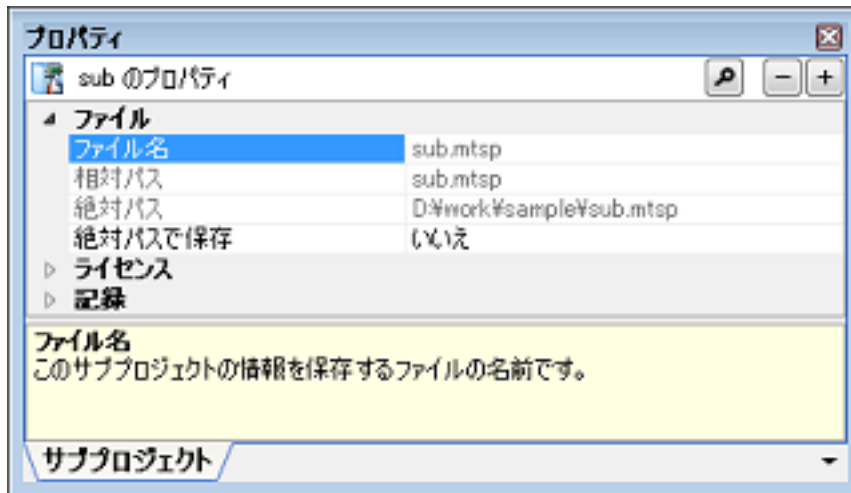 プロパティ
sub のプロパティ
ファイル
ファイル名 sub.mtsp
相対パス sub.mtsp
絶対パス D:¥work¥sample¥sub.mtsp
絶対パスで保存 いいえ
ライセンス
記録
ファイル名
このサブプロジェクトの情報を保存するファイルの名前です。
サブプロジェクト